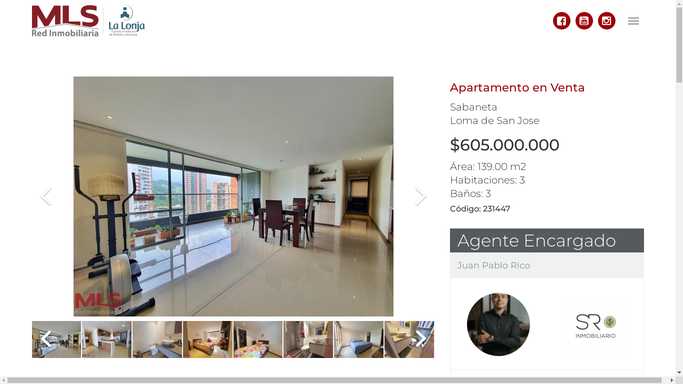 MLS
Red Inmobiliaria
La Lonja
Apartamento en Venta
Sabaneta
Loma de San Jose
$605.000.000
Área: 139.00 m2
Habitaciones: 3
Baños: 3
Código: 231447
Agente Encargado
Juan Pablo Rico
MLS
SR
INMOBILIARIO